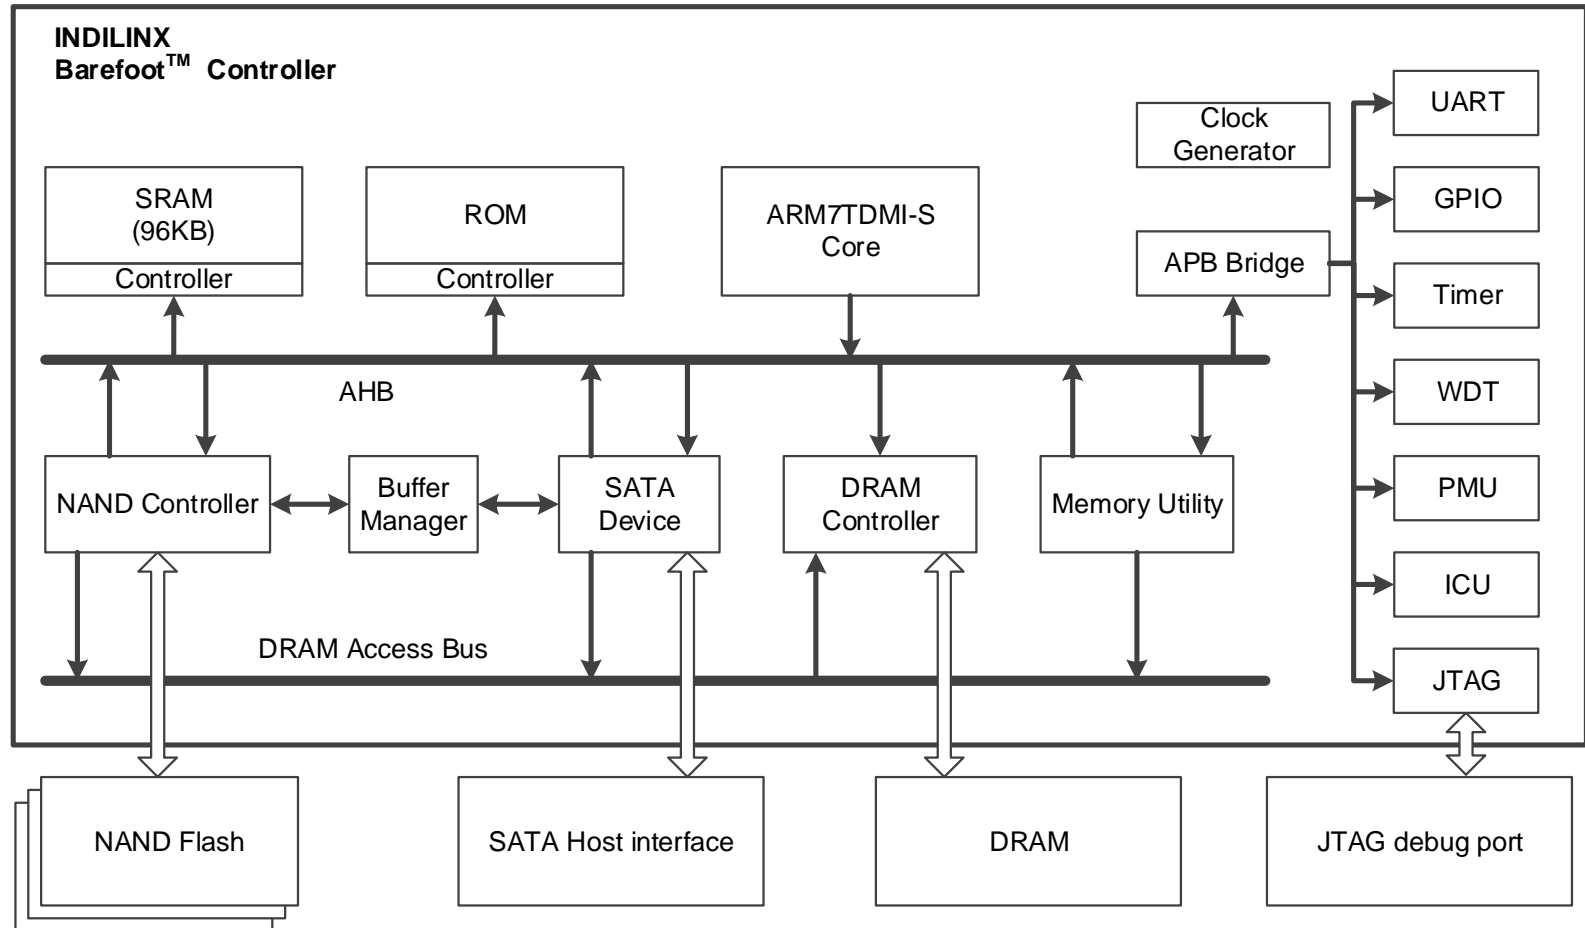 INDILINX
Barefoot™ Controller
UART
Clock
Generator
SRAM
(96KB)
Controller
ROM
Controller
ARM7TDMI-S
Core
GPIO
APB Bridge
Timer
AHB
WDT
NAND Controller
Buffer
Manager
SATA
Device
DRAM
Controller
Memory Utility
PMU
ICU
DRAM Access Bus
JTAG
NAND Flash
SATA Host interface
DRAM
JTAG debug port